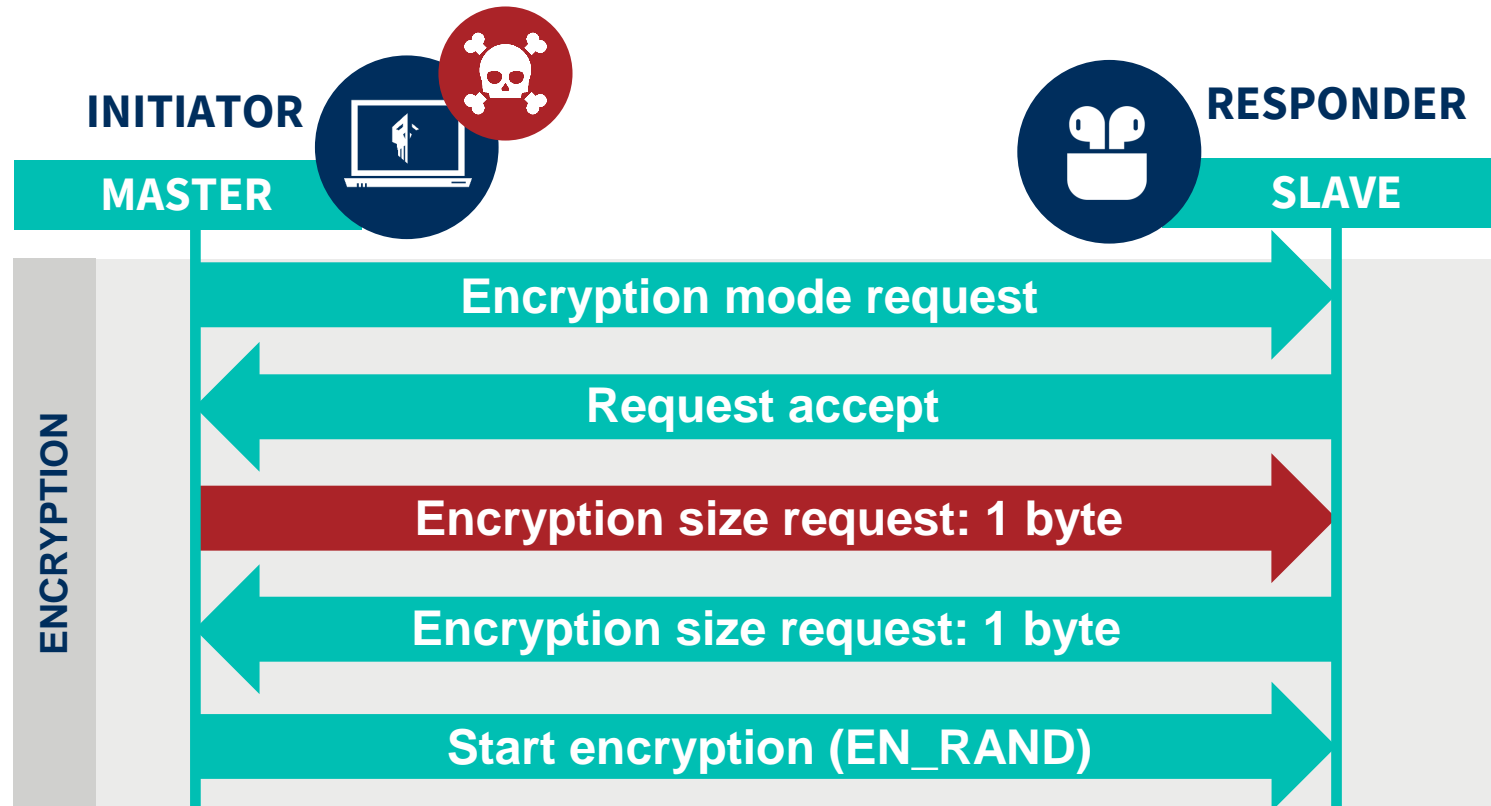 INITIATOR
RESPONDER
MASTER
SLAVE
ENCRYPTION
Encryption mode request
Request accept
Encryption size request: 1 byte
Encryption size request: 1 byte
Start encryption (EN_RAND)